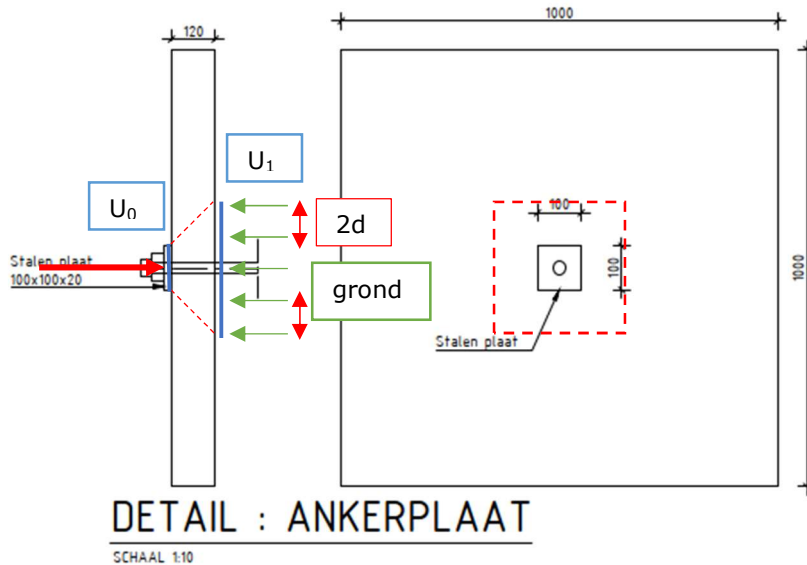 120
1000
U₁
U₀
2d
100
Stalen plaat
100x100x20
grond
100
1000
Stalen plaat
DETAIL : ANKERPLAAT
SCHAAL 1:10